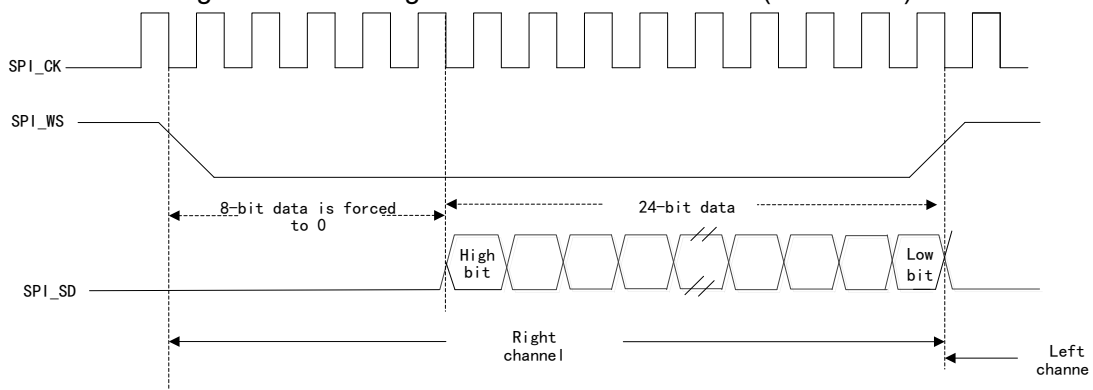 SPI_CK
SPI_WS
8-bit data is forced
to 0
24-bit data
High
bit
Low
bit
SPI_SD
Right
channel
Left
channe